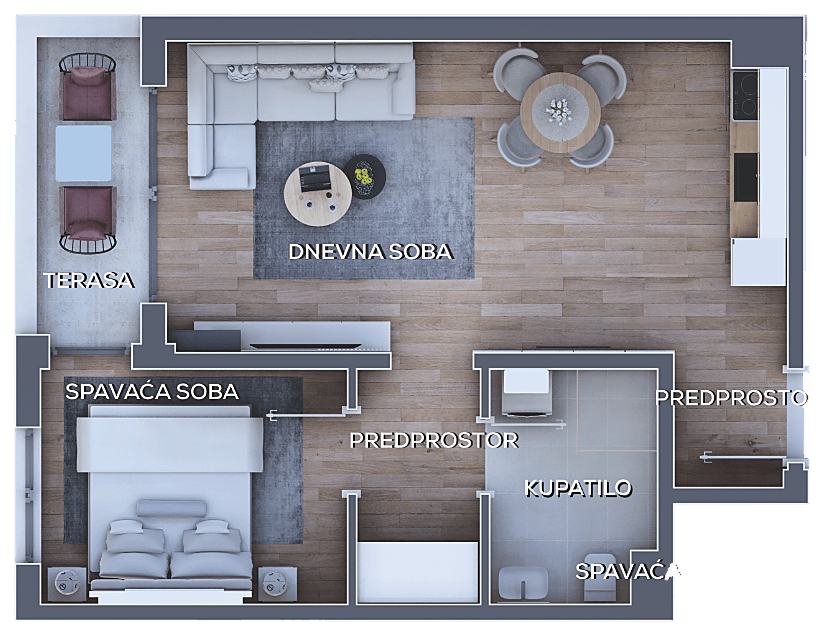 DNEVNA SOBA
TERASA
SPAVAĆA SOBA
PREDPROSTO
PREDPROSTOR
KUPATILO
SPAVAĆA